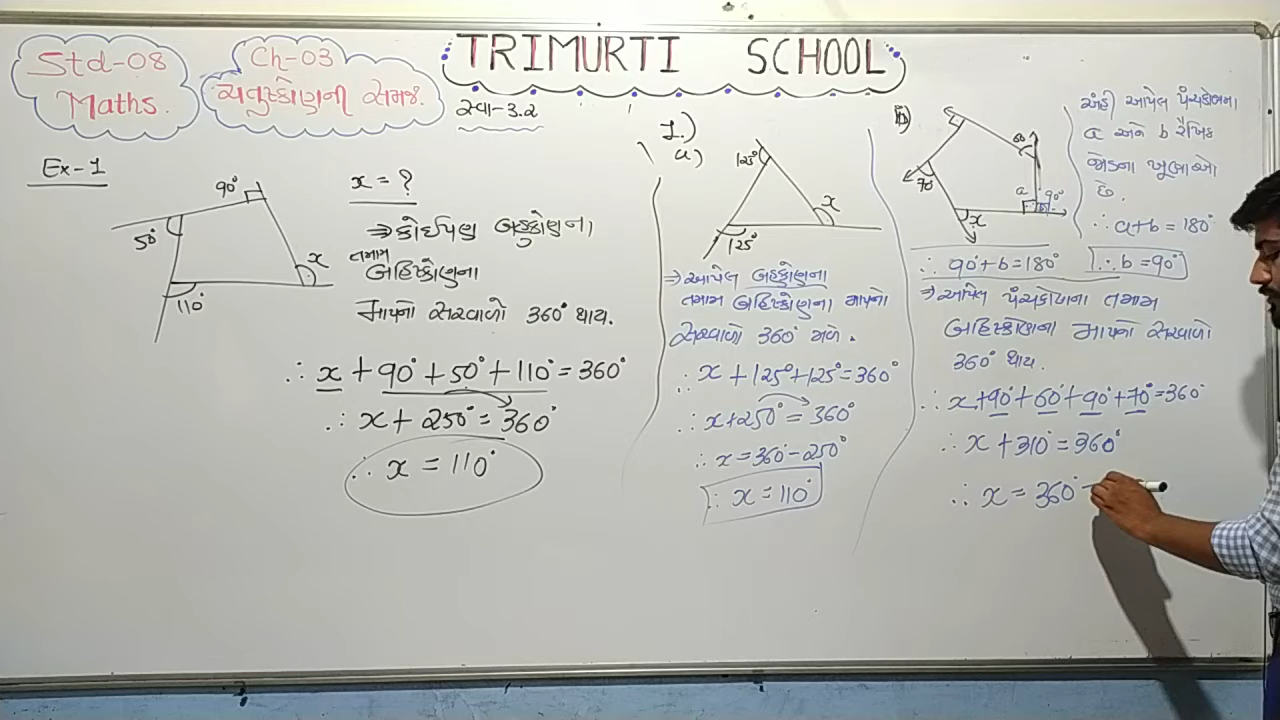 TRIMURTI SCHOOL
Std-08
Maths.
Ch-03
ચતુષ્કોણની સમજ.
સ્વા-3.2
Ex-1
90°
50°
110°
x
x = ?
⇒ કોઈપણ બહુકોણના
તમામ
બહિષ્કોણના
માપનો સરવાળો 360° થાય.
∴ x + 90° + 50° + 110° = 360°
∴ x + 250° = 360°
∴ x = 110°
1.)
a)
125°
x
125°
⇒ આપેલ બહુકોણના
તમામ બહિષ્કોણના માપનો
સરવાળો 360° મળે.
∴ x + 125° + 125° = 360°
∴ x + 250° = 360°
∴ x = 360° - 250°
∴ x = 110°
b)
60°
70°
a
90°
x
અહીં આપેલ પંચકોણના
a અને b રૈખિક
જોડના ખૂણાઓ
છે.
∴ a + b = 180°
∴ 90° + b = 180°
∴ b = 90°
⇒ આપેલ પંચકોણના તમામ
બહિષ્કોણના માપનો સરવાળો
360° થાય.
∴ x + 90° + 60° + 90° + 70° = 360°
∴ x + 310° = 360°
∴ x = 360° -